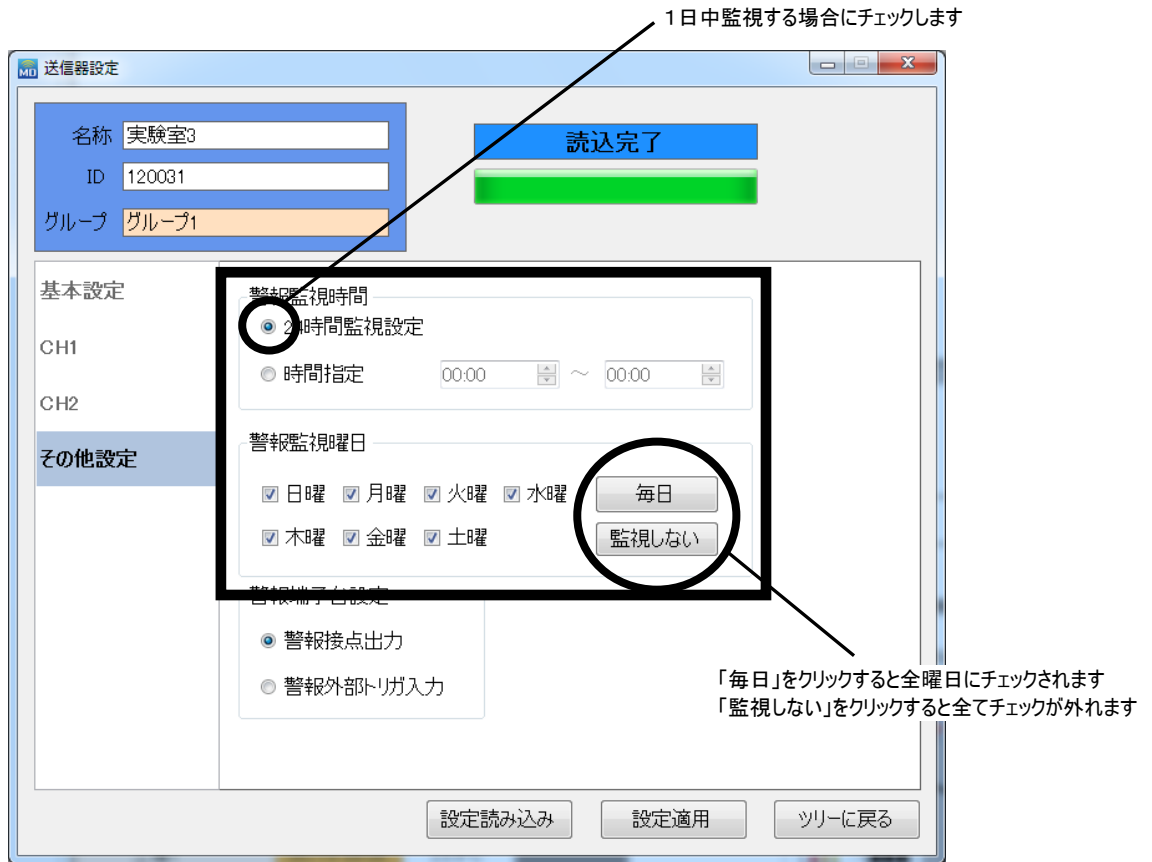 1日中監視する場合にチェックします
送信器設定
名称 実験室3
読込完了
ID 120031
グループ グループ1
基本設定
CH1
CH2
その他設定
警報監視時間
24時間監視設定
時間指定 00:00 ～ 00:00
警報監視曜日
日曜 月曜 火曜 水曜 毎日
木曜 金曜 土曜 監視しない
警報端子台設定
警報接点出力
警報外部トリガ入力
「毎日」をクリックすると全曜日にチェックされます
「監視しない」をクリックすると全てチェックが外れます
設定読み込み 設定適用 ツリーに戻る